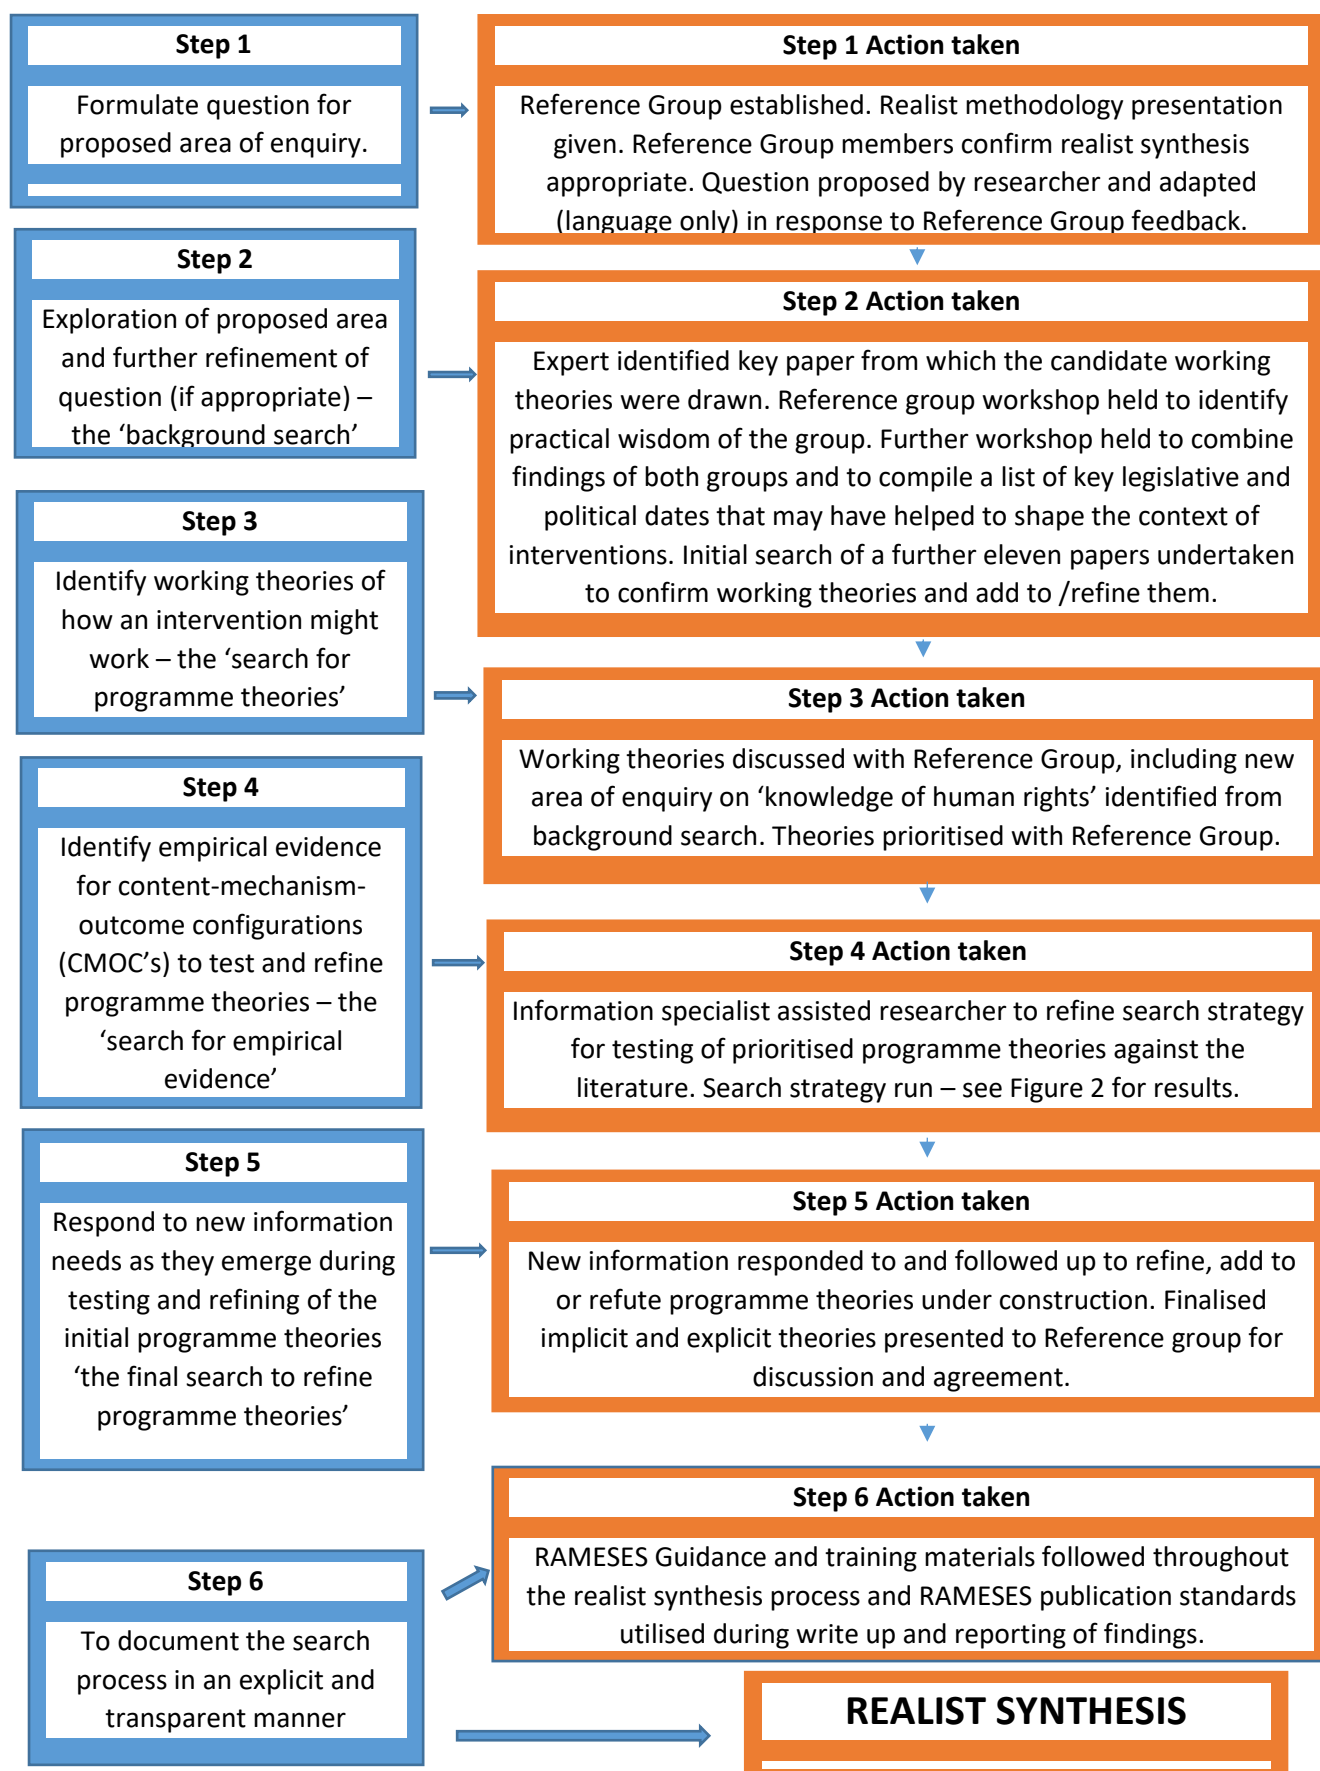 Step 1
Formulate question for
proposed area of enquiry.
Step 1 Action taken
Reference Group established. Realist methodology presentation
given. Reference Group members confirm realist synthesis
appropriate. Question proposed by researcher and adapted
(language only) in response to Reference Group feedback.
Step 2
Exploration of proposed area
and further refinement of
question (if appropriate) –
the ‘background search’
Step 2 Action taken
Expert identified key paper from which the candidate working
theories were drawn. Reference group workshop held to identify
practical wisdom of the group. Further workshop held to combine
findings of both groups and to compile a list of key legislative and
political dates that may have helped to shape the context of
interventions. Initial search of a further eleven papers undertaken
to confirm working theories and add to /refine them.
Step 3
Identify working theories of
how an intervention might
work – the ‘search for
programme theories’
Step 3 Action taken
Working theories discussed with Reference Group, including new
area of enquiry on ‘knowledge of human rights’ identified from
background search. Theories prioritised with Reference Group.
Step 4
Identify empirical evidence
for content-mechanism-
outcome configurations
(CMOC’s) to test and refine
programme theories – the
‘search for empirical
evidence’
Step 4 Action taken
Information specialist assisted researcher to refine search strategy
for testing of prioritised programme theories against the
literature. Search strategy run – see Figure 2 for results.
Step 5
Respond to new information
needs as they emerge during
testing and refining of the
initial programme theories
‘the final search to refine
programme theories’
Step 5 Action taken
New information responded to and followed up to refine, add to
or refute programme theories under construction. Finalised
implicit and explicit theories presented to Reference group for
discussion and agreement.
Step 6
To document the search
process in an explicit and
transparent manner
Step 6 Action taken
RAMESES Guidance and training materials followed throughout
the realist synthesis process and RAMESES publication standards
utilised during write up and reporting of findings.
REALIST SYNTHESIS